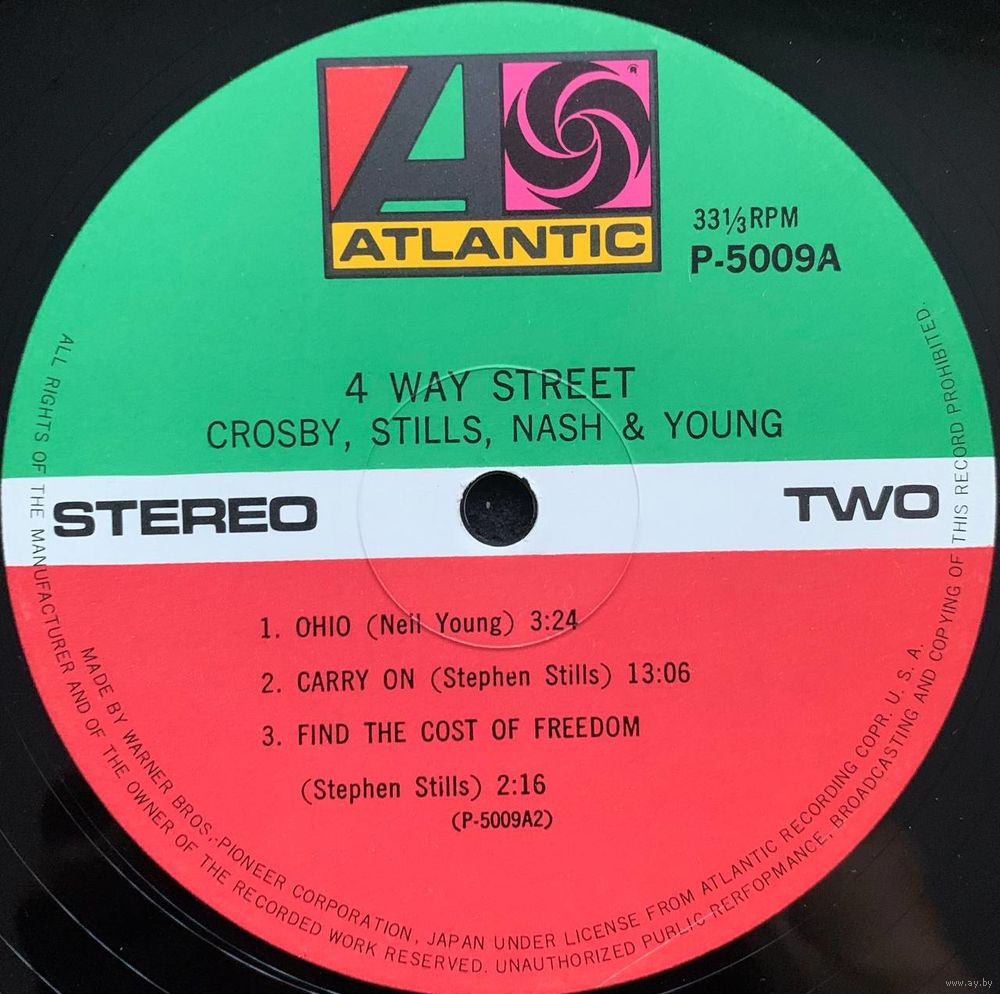 ®
ATLANTIC
33⅓ RPM
P-5009A
4 WAY STREET
CROSBY, STILLS, NASH & YOUNG
STEREO
TWO
1. OHIO (Neil Young) 3:24
2. CARRY ON (Stephen Stills) 13:06
3. FIND THE COST OF FREEDOM
(Stephen Stills) 2:16
(P-5009A2)
MADE BY WARNER BROS.-PIONEER CORPORATION, JAPAN UNDER LICENSE FROM ATLANTIC RECORDING COPR. U. S. A.
ALL RIGHTS OF THE MANUFACTURER AND OF THE OWNER OF THE RECORDED WORK RESERVED. UNAUTHORIZED PUBLIC RERFOPMANCE, BROADCASTING AND COPYING OF THIS RECORD PROHIBITED.
www.ay.by